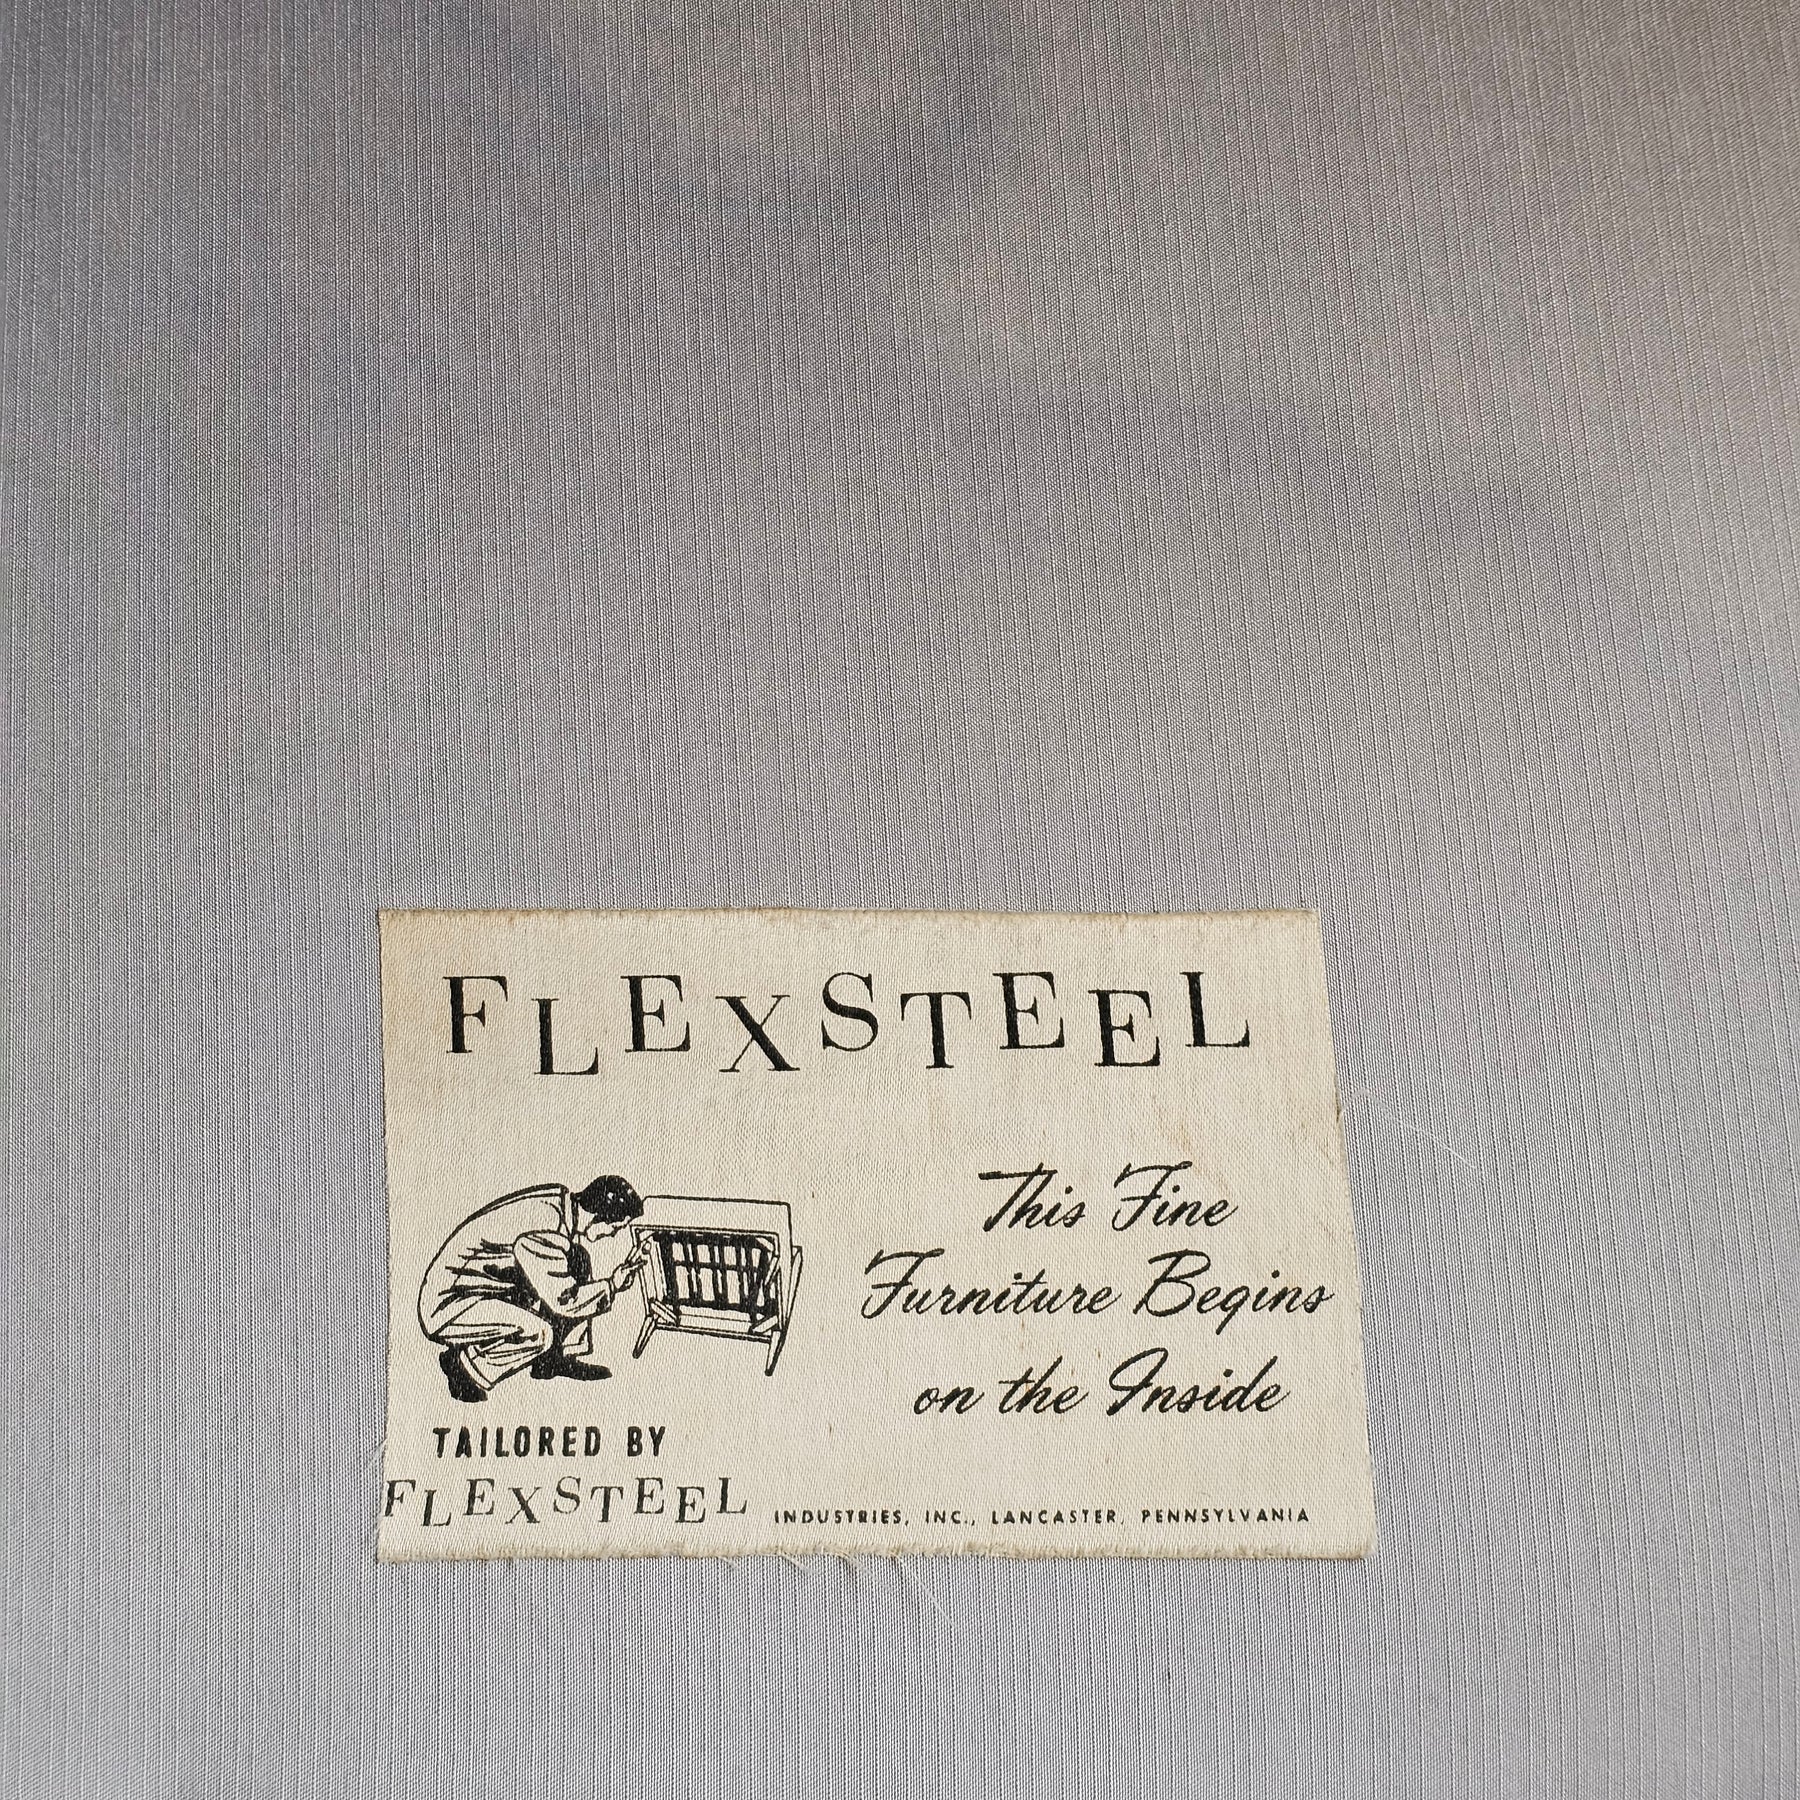 FLEXSTEEL
This Fine
Furniture Begins
on the Inside
TAILORED BY
FLEXSTEEL INDUSTRIES, INC., LANCASTER, PENNSYLVANIA